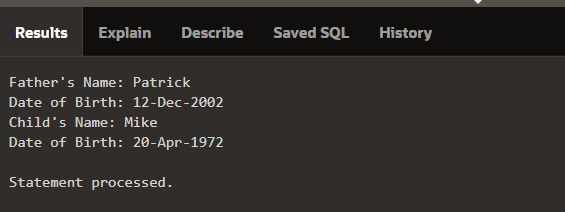 Results Explain Describe Saved SQL History
Father's Name: Patrick
Date of Birth: 12-Dec-2002
Child's Name: Mike
Date of Birth: 20-Apr-1972
Statement processed.